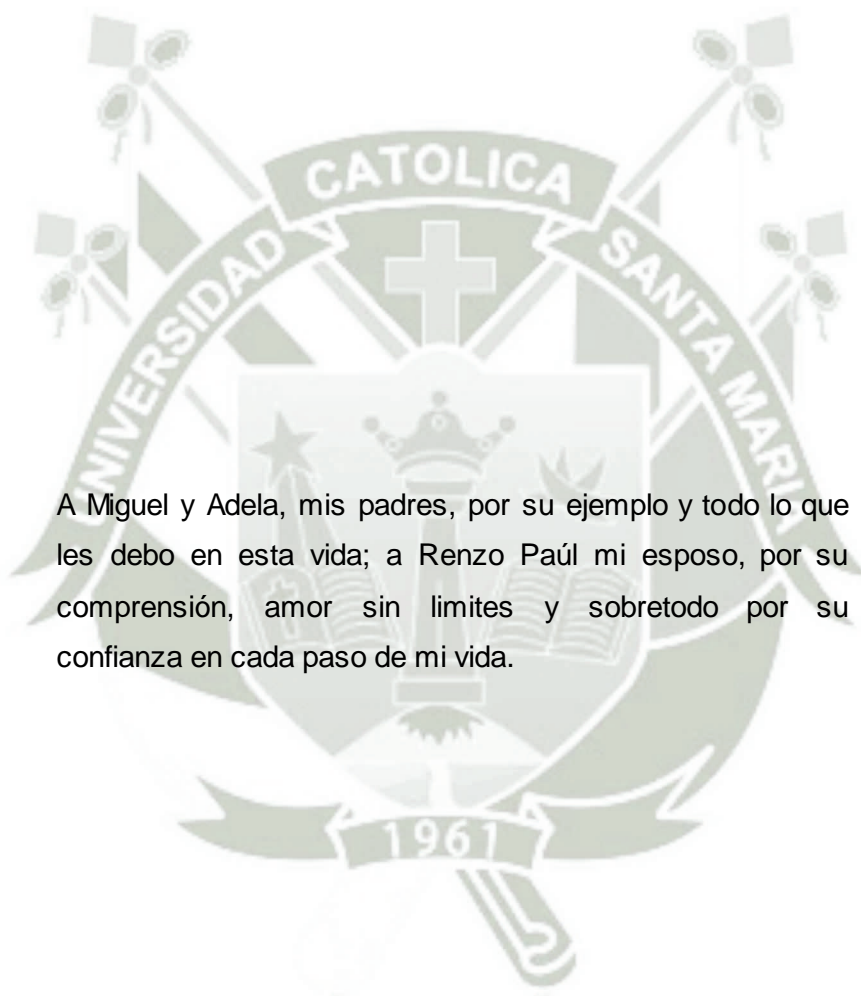 UNIVERSIDAD CATOLICA SANTA MARIA
A Miguel y Adela, mis padres, por su ejemplo y todo lo que
les debo en esta vida; a Renzo Paúl mi esposo, por su
comprensión, amor sin limites y sobretodo por su
confianza en cada paso de mi vida.
1961